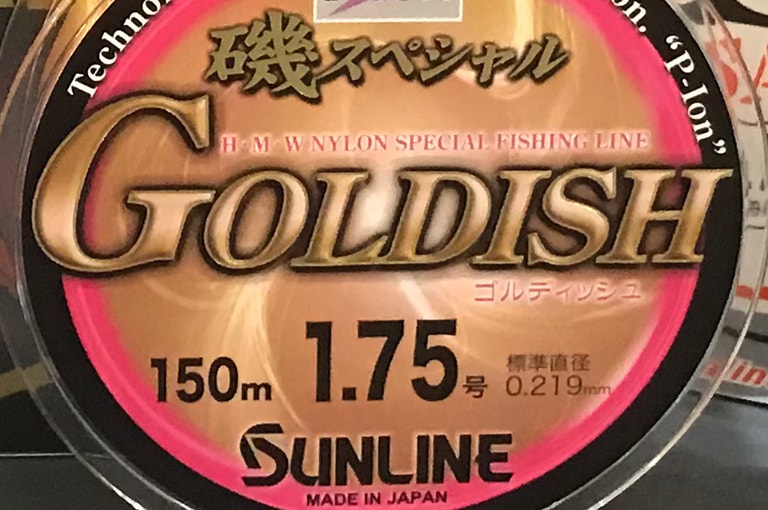 Techno
on. "P-Ion"
磯スペシャル
H・M・W NYLON SPECIAL FISHING LINE
GOLDISH
ゴルディッシュ
150m 1.75号 標準直径
0.219mm
SUNLINE
MADE IN JAPAN